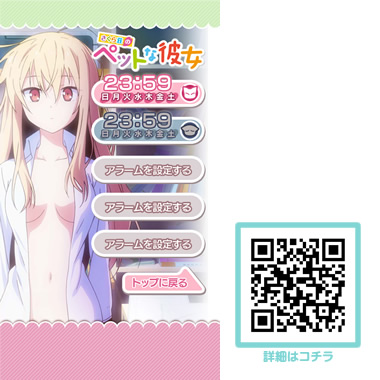 さくら荘の
ペットな彼女
23:59
日月火水木金土
23:59
日月火水木金土
アラームを設定する
アラームを設定する
アラームを設定する
トップに戻る
詳細はコチラ